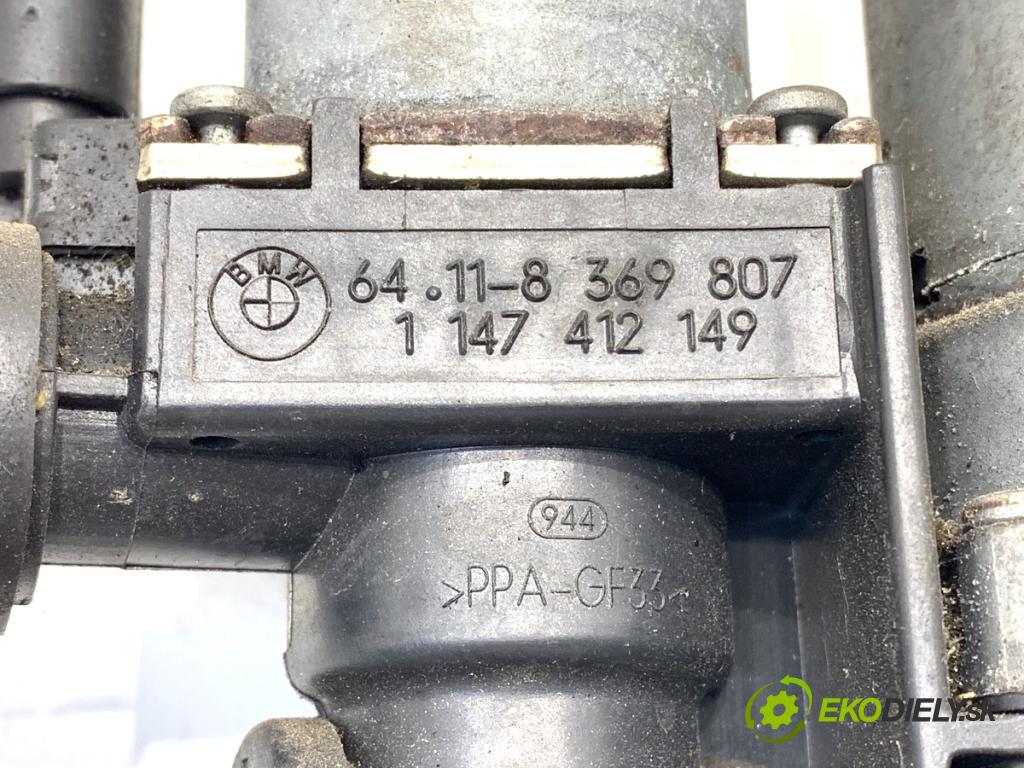 BMW
64.11-8 369 807
1 147 412 149
944
>PPA-GF33<
EKODIELY.SK